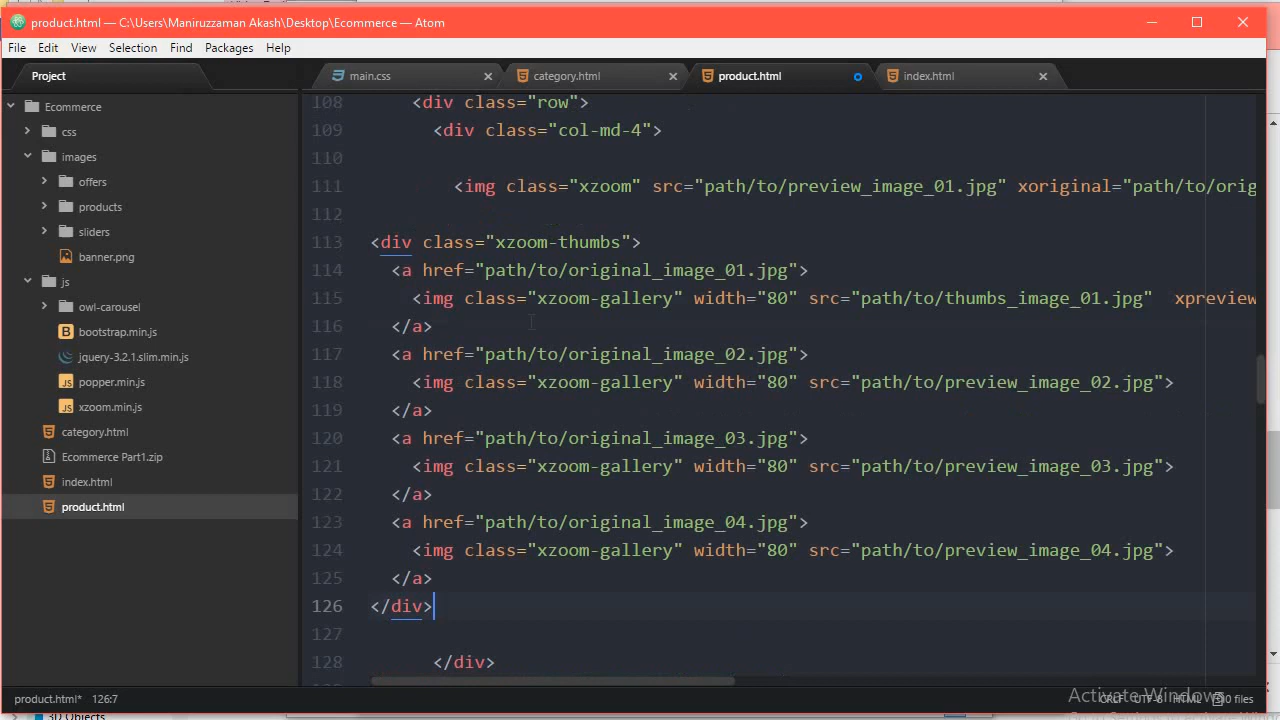 product.html — C:\Users\Maniruzzaman Akash\Desktop\Ecommerce — Atom
File Edit View Selection Find Packages Help
Project
main.css
category.html
product.html
index.html
Ecommerce
css
images
offers
products
sliders
banner.png
js
owl-carousel
bootstrap.min.js
jquery-3.2.1.slim.min.js
popper.min.js
xzoom.min.js
category.html
Ecommerce Part1.zip
index.html
product.html
108 <div class="row">
109 <div class="col-md-4">
110
111 <img class="xzoom" src="path/to/preview_image_01.jpg" xoriginal="path/to/orig
112
113 <div class="xzoom-thumbs">
114 <a href="path/to/original_image_01.jpg">
115 <img class="xzoom-gallery" width="80" src="path/to/thumbs_image_01.jpg" xpreview
116 </a>
117 <a href="path/to/original_image_02.jpg">
118 <img class="xzoom-gallery" width="80" src="path/to/preview_image_02.jpg">
119 </a>
120 <a href="path/to/original_image_03.jpg">
121 <img class="xzoom-gallery" width="80" src="path/to/preview_image_03.jpg">
122 </a>
123 <a href="path/to/original_image_04.jpg">
124 <img class="xzoom-gallery" width="80" src="path/to/preview_image_04.jpg">
125 </a>
126 </div>
127
128 </div>
Activate Windows
product.html* 126:7
CRLF UTF-8 HTML 0 files
3D Objects